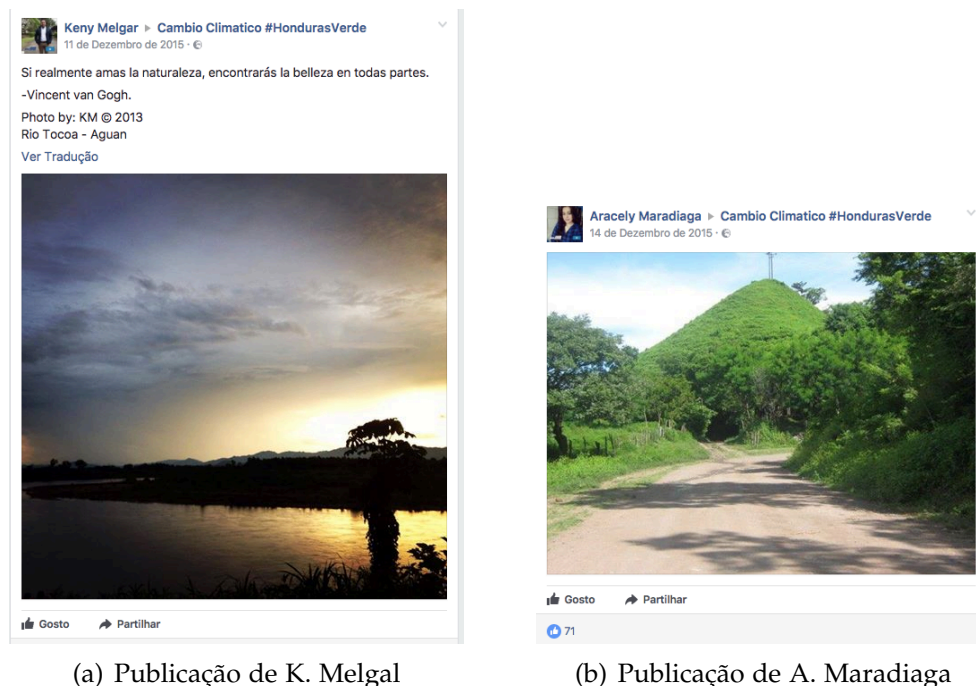 Keny Melgar ▸ Cambio Climatico #HondurasVerde
11 de Dezembro de 2015 ·
Si realmente amas la naturaleza, encontrarás la belleza en todas partes.
-Vincent van Gogh.
Photo by: KM © 2013
Rio Tocoa - Aguan
Ver Tradução
Gosto Partilhar
(a) Publicação de K. Melgal
Aracely Maradiaga ▸ Cambio Climatico #HondurasVerde
14 de Dezembro de 2015 ·
Gosto Partilhar
71
(b) Publicação de A. Maradiaga